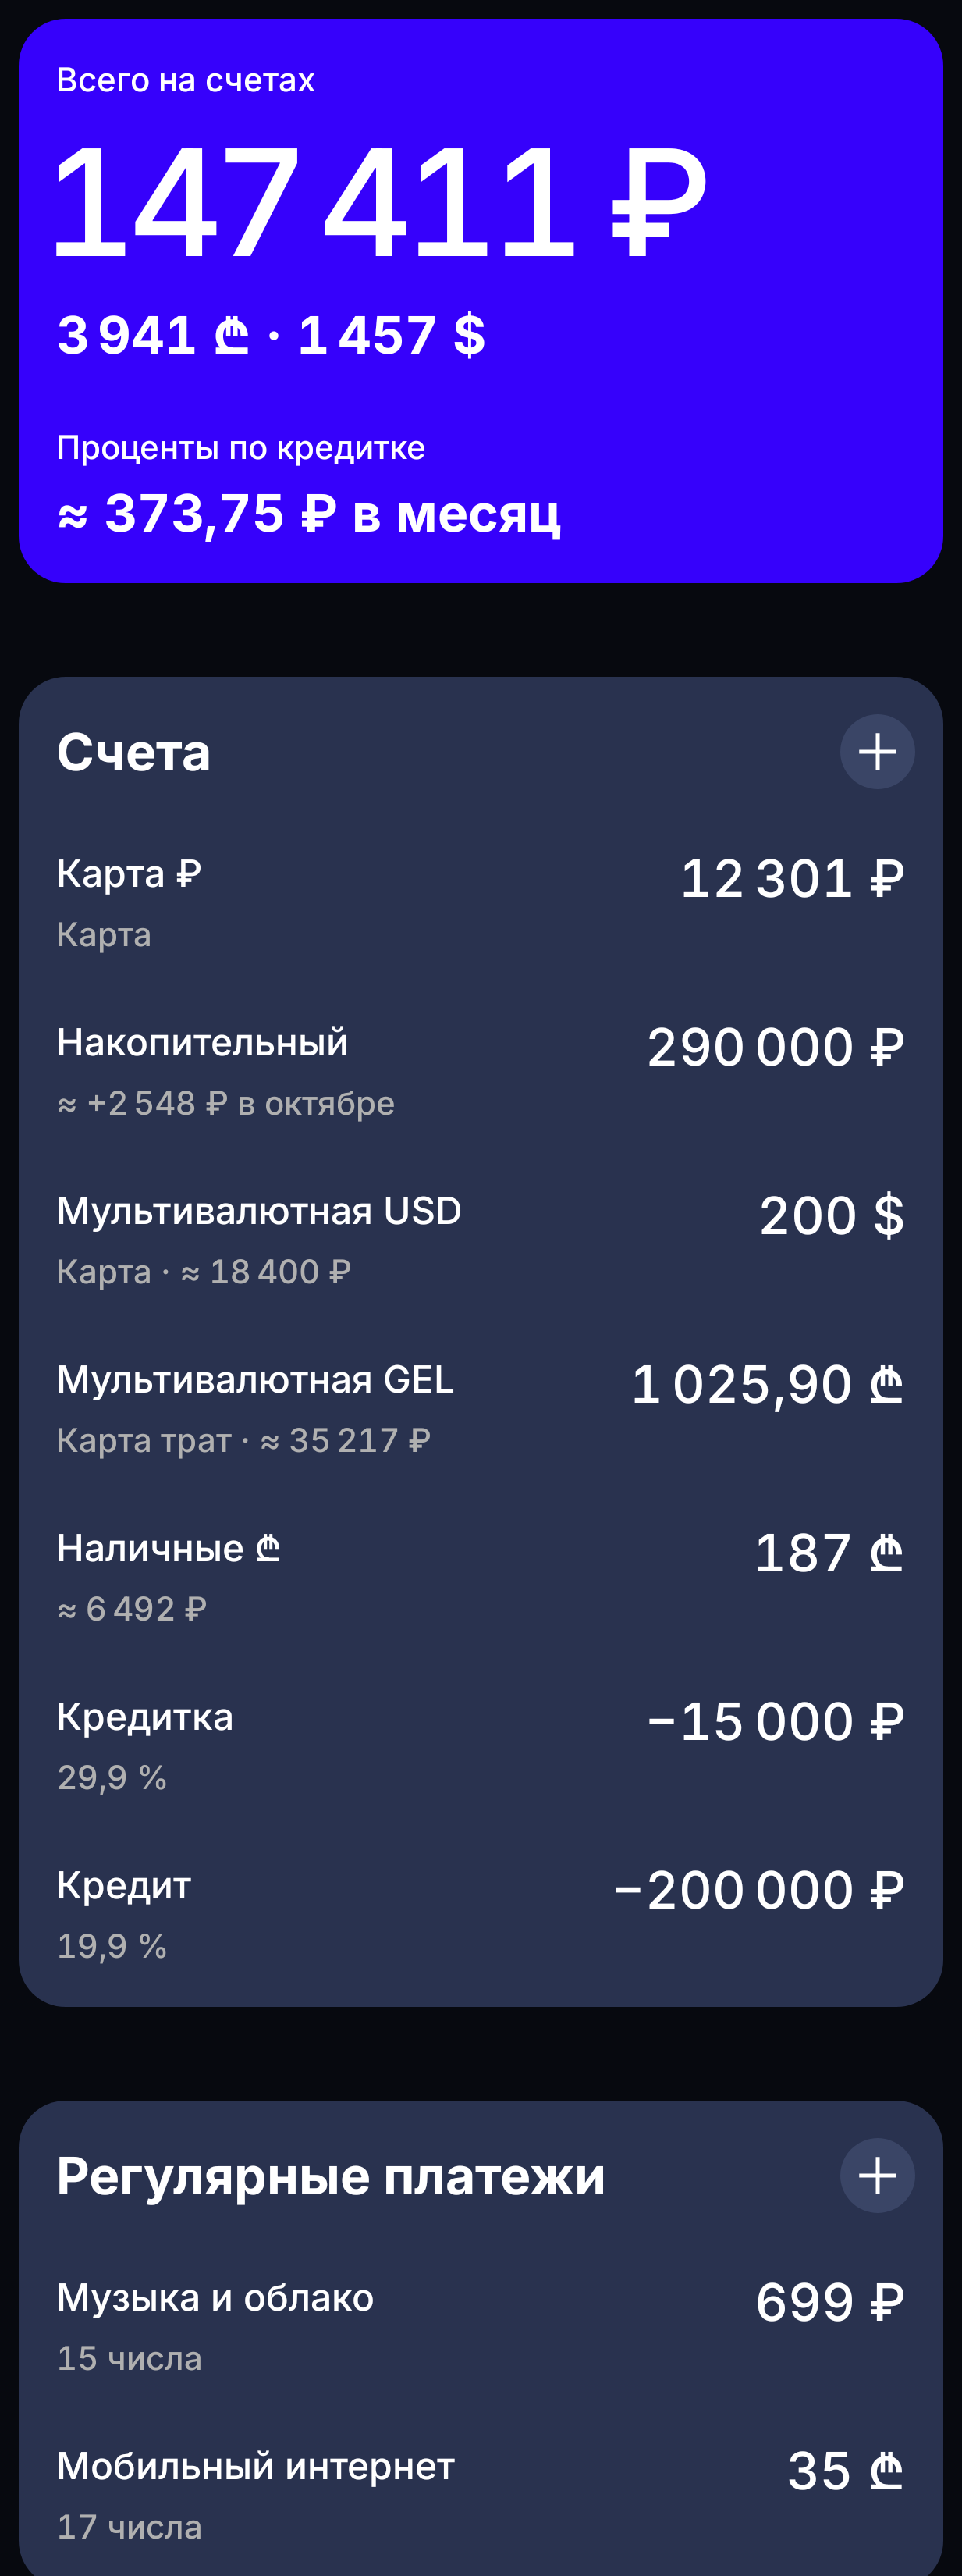 Всего на счетах
147 411 ₽
3 941 ₾ · 1 457 $
Проценты по кредитке
≈ 373,75 ₽ в месяц
Счета
Карта ₽
12 301 ₽
Карта
Накопительный
290 000 ₽
≈ +2 548 ₽ в октябре
Мультивалютная USD
200 $
Карта · ≈ 18 400 ₽
Мультивалютная GEL
1 025,90 ₾
Карта трат · ≈ 35 217 ₽
Наличные ₾
187 ₾
≈ 6 492 ₽
Кредитка
−15 000 ₽
29,9 %
Кредит
−200 000 ₽
19,9 %
Регулярные платежи
Музыка и облако
699 ₽
15 числа
Мобильный интернет
35 ₾
17 числа